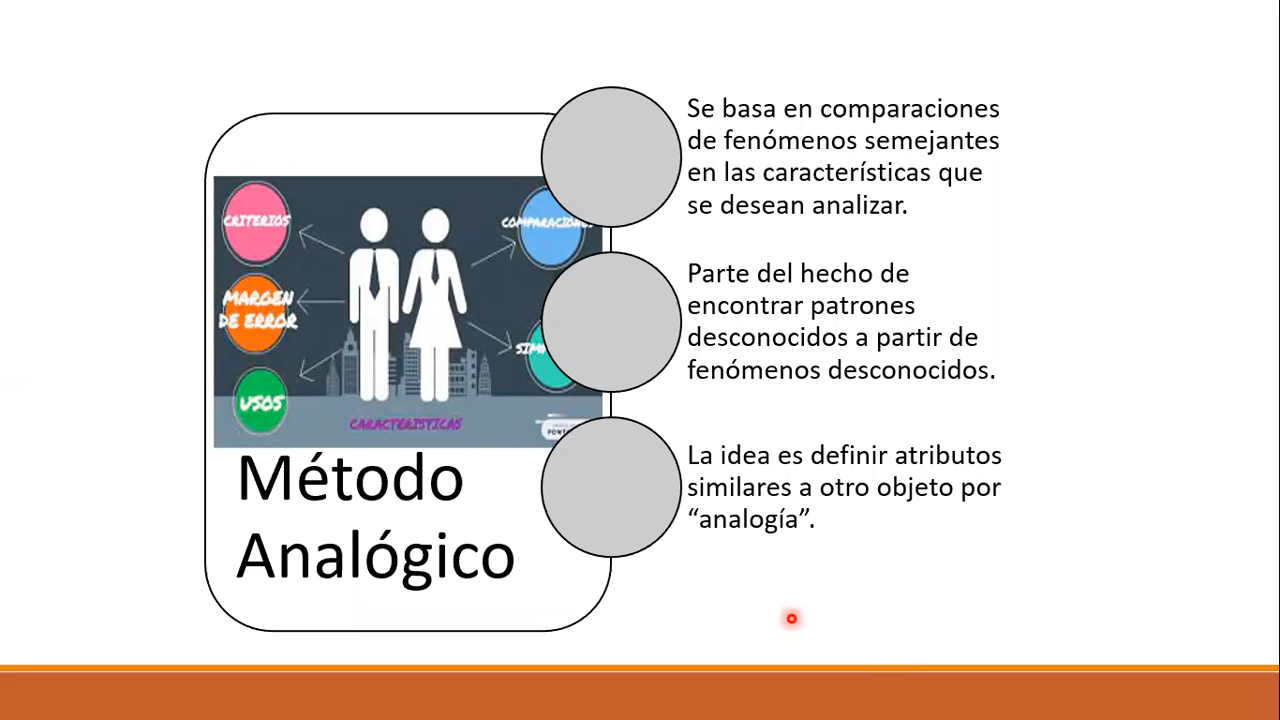 CRITERIOS
MARGEN
DE ERROR
USOS
CARACTERISTICAS
Método
Analógico
Se basa en comparaciones
de fenómenos semejantes
en las características que
se desean analizar.
Parte del hecho de
encontrar patrones
desconocidos a partir de
fenómenos desconocidos.
La idea es definir atributos
similares a otro objeto por
“analogía”.